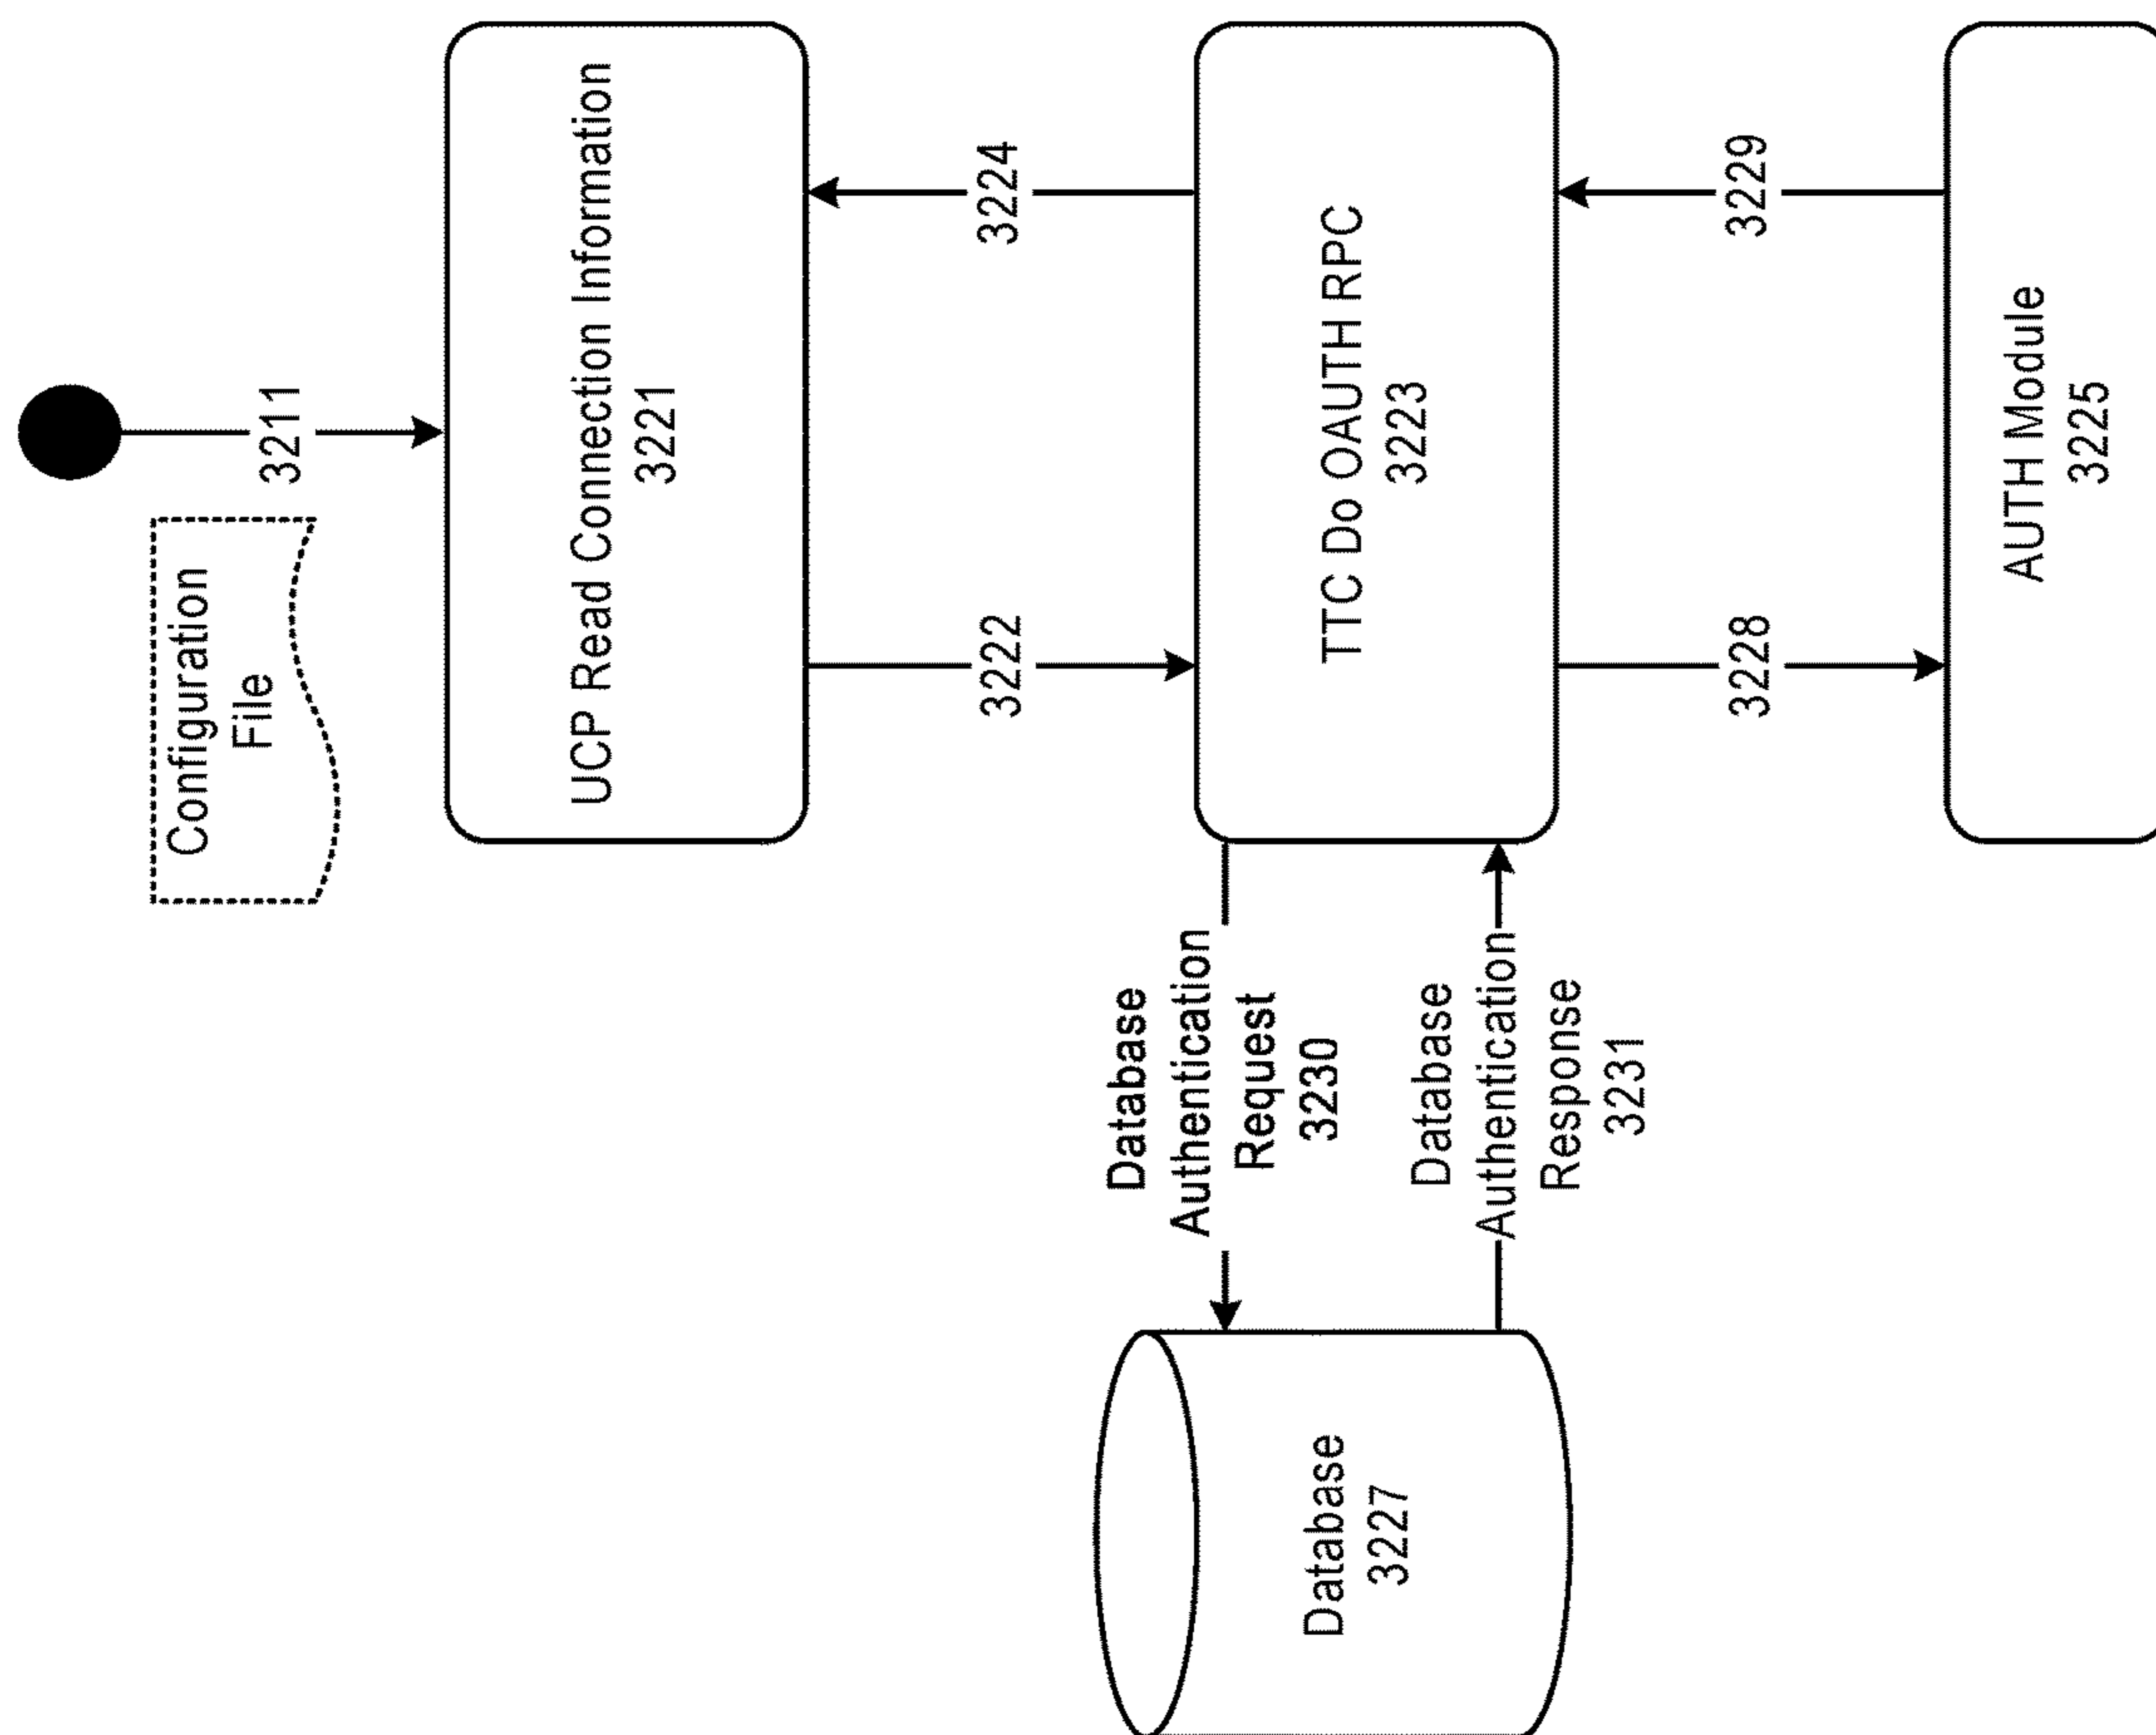 Configuration
File
3211
UCP Read Connection Information
3221
3222
3224
TTC Do OAUTH RPC
3223
Database
Authentication
Request
3230
Database
Authentication
Response
3231
Database
3227
3228
3229
AUTH Module
3225